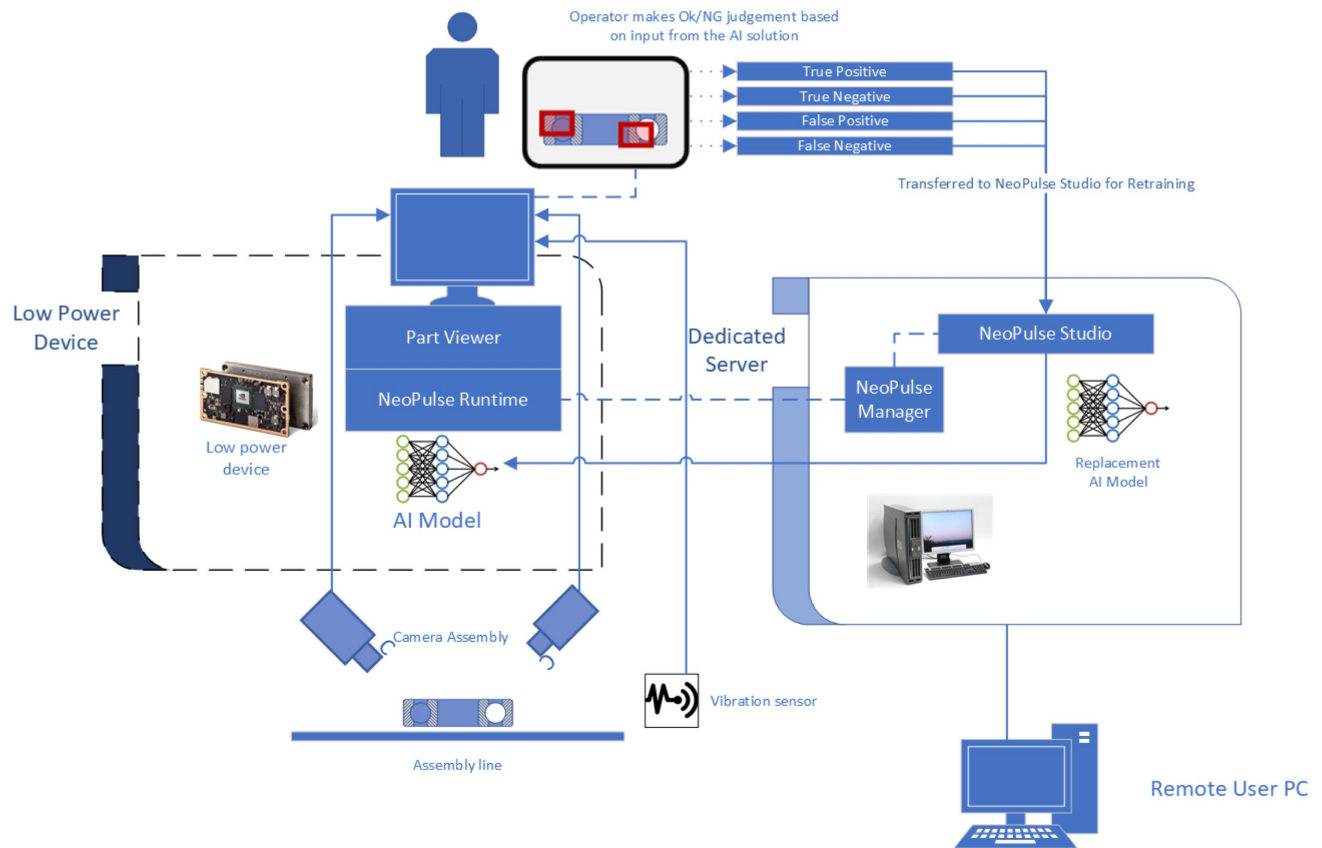 Operator makes Ok/NG judgement based
on input from the AI solution
True Positive
True Negative
False Positive
False Negative
Transferred to NeoPulse Studio for Retraining
Low Power
Device
Part Viewer
NeoPulse Runtime
Low power
device
AI Model
Dedicated
Server
NeoPulse Studio
NeoPulse
Manager
Replacement
AI Model
Camera Assembly
Vibration sensor
Assembly line
Remote User PC